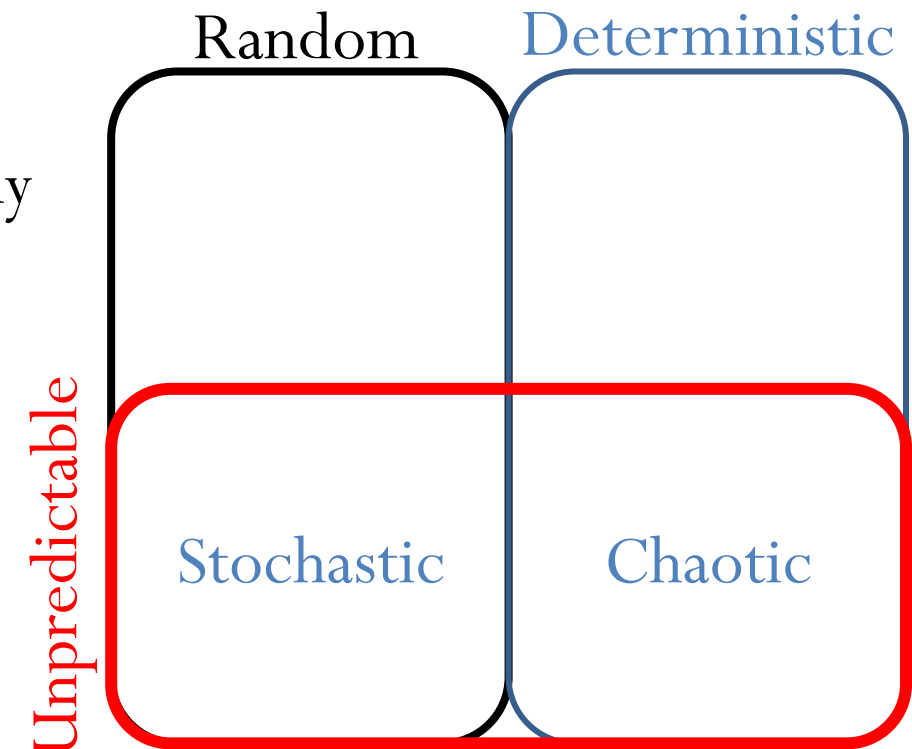 Random
Deterministic
Unpredictable
Stochastic
Chaotic